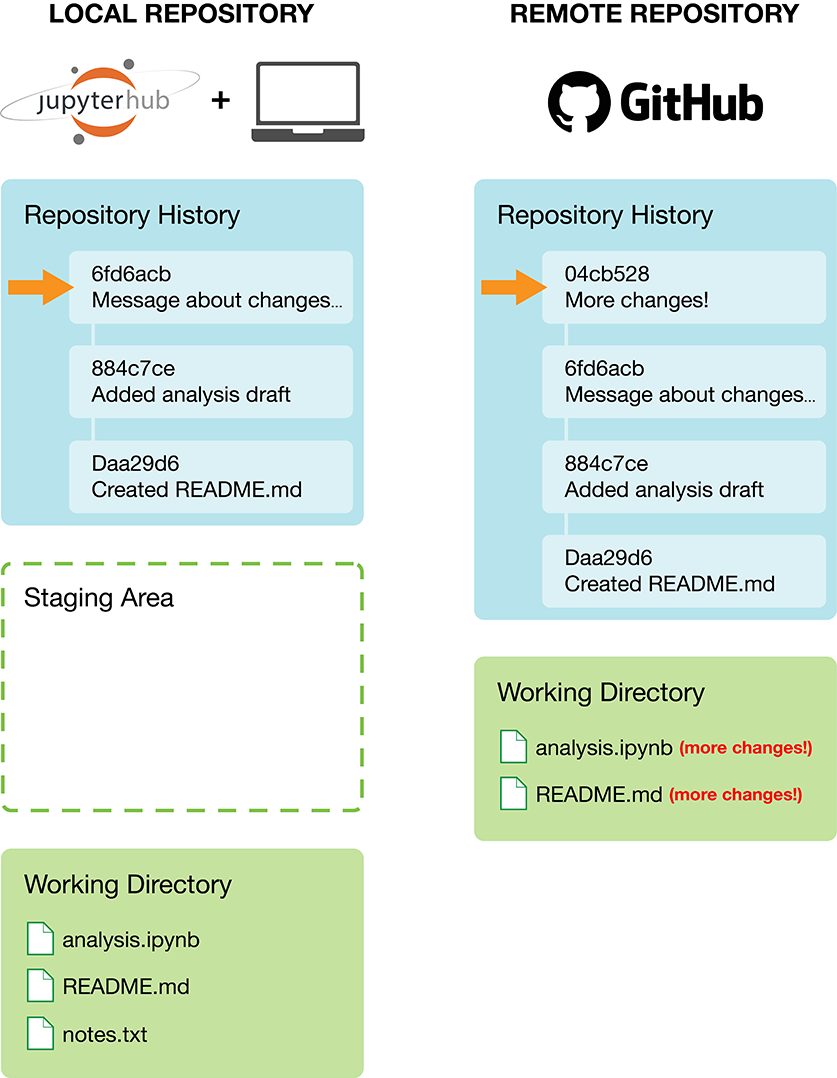 LOCAL REPOSITORY
jupyterhub
+
Repository History
6fd6acb
Message about changes...
884c7ce
Added analysis draft
Daa29d6
Created README.md
Staging Area
Working Directory
analysis.ipynb
README.md
notes.txt
REMOTE REPOSITORY
GitHub
Repository History
04cb528
More changes!
6fd6acb
Message about changes...
884c7ce
Added analysis draft
Daa29d6
Created README.md
Working Directory
analysis.ipynb (more changes!)
README.md (more changes!)